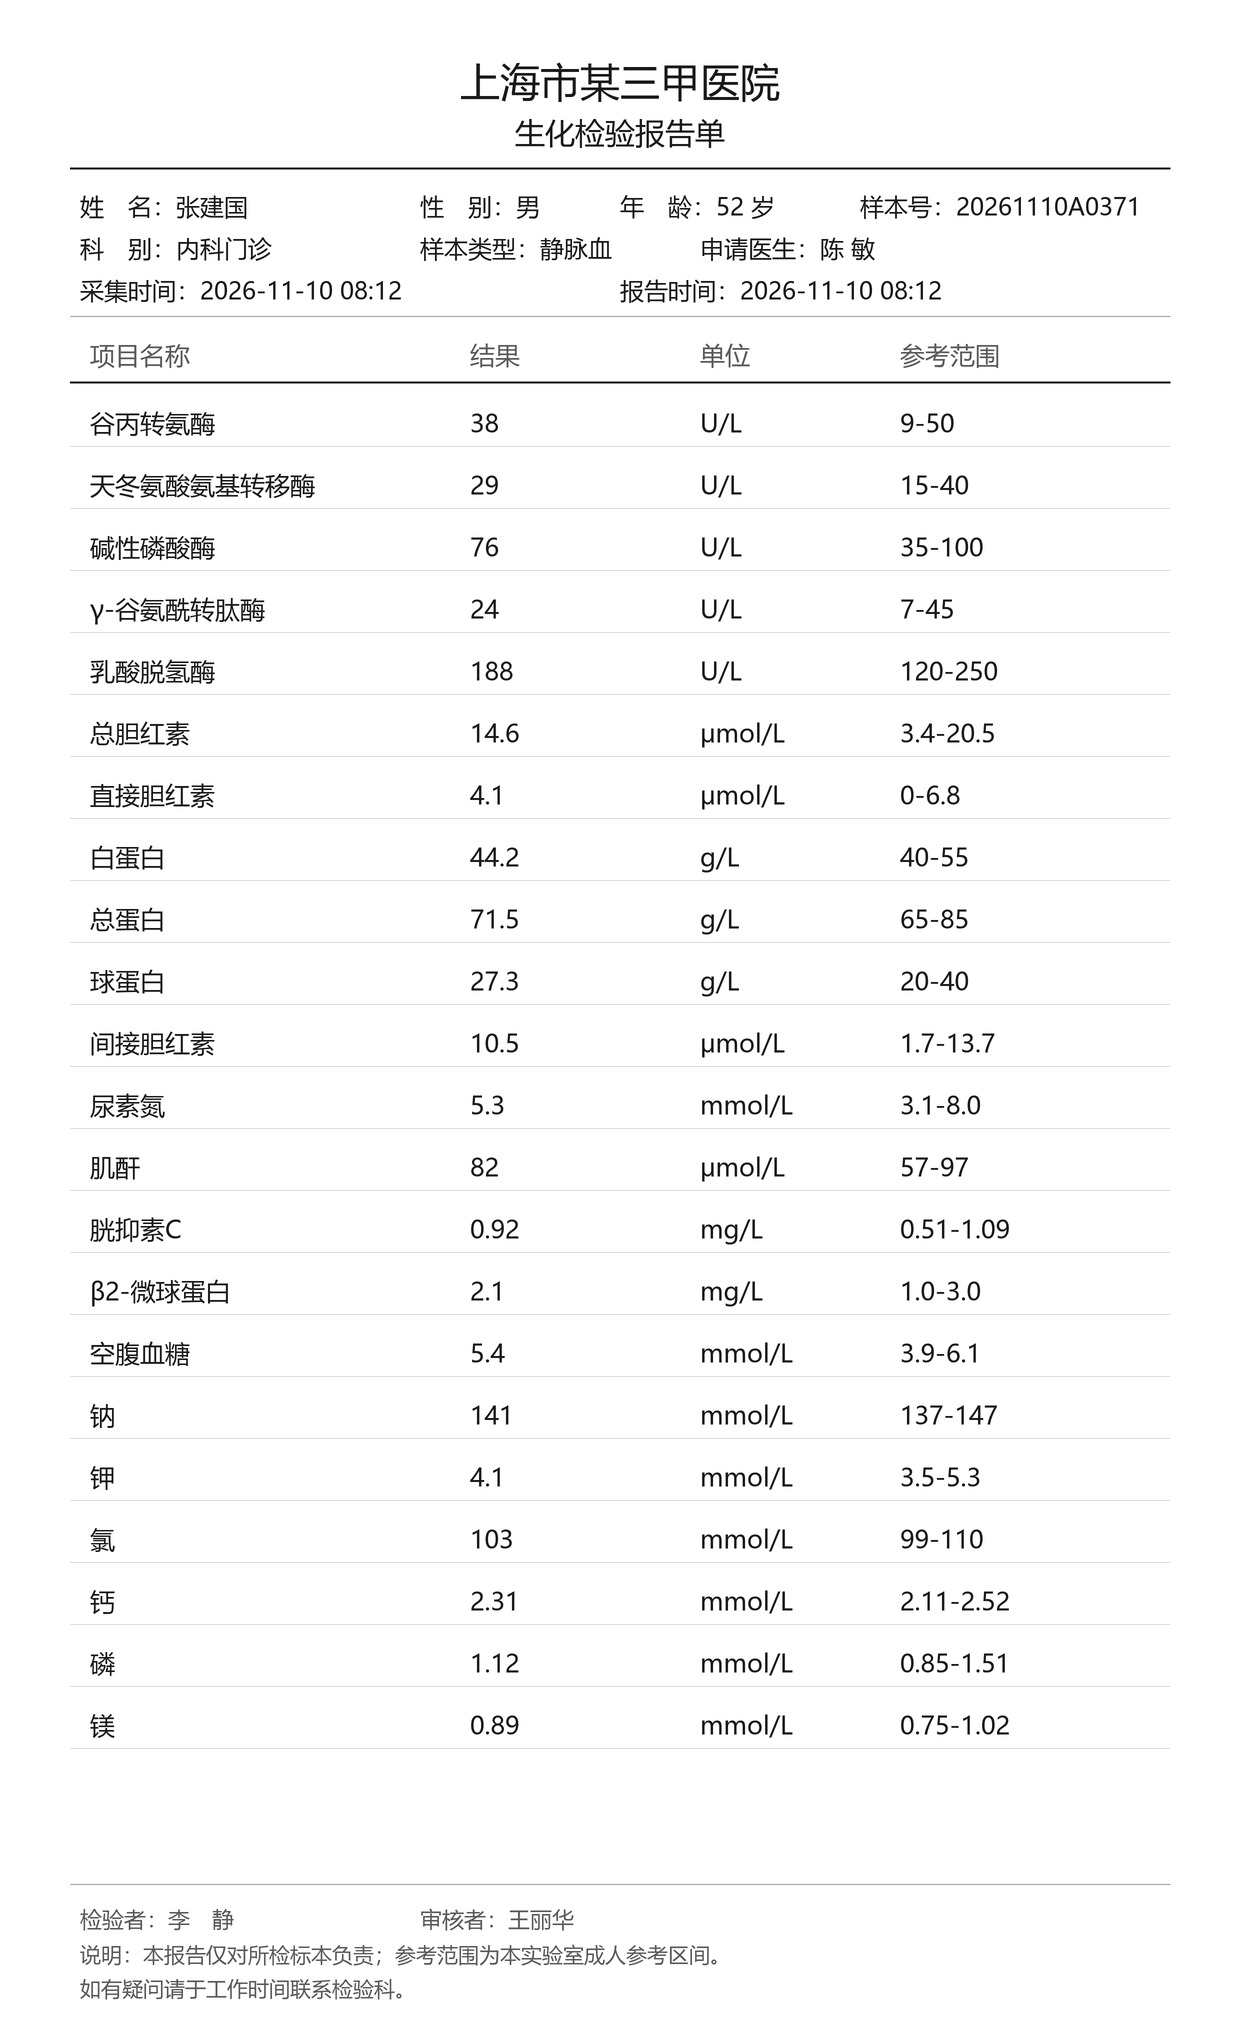 上海市某三甲医院
生化检验报告单
姓　名：张建国　性　别：男　年　龄：52 岁　样本号：20261110A0371
科　别：内科门诊　样本类型：静脉血　申请医生：陈 敏
采集时间：2026-11-10 08:12　报告时间：2026-11-10 08:12
项目名称　结果　单位　参考范围
谷丙转氨酶　38　U/L　9-50
天冬氨酸氨基转移酶　29　U/L　15-40
碱性磷酸酶　76　U/L　35-100
γ-谷氨酰转肽酶　24　U/L　7-45
乳酸脱氢酶　188　U/L　120-250
总胆红素　14.6　μmol/L　3.4-20.5
直接胆红素　4.1　μmol/L　0-6.8
白蛋白　44.2　g/L　40-55
总蛋白　71.5　g/L　65-85
球蛋白　27.3　g/L　20-40
间接胆红素　10.5　μmol/L　1.7-13.7
尿素氮　5.3　mmol/L　3.1-8.0
肌酐　82　μmol/L　57-97
胱抑素C　0.92　mg/L　0.51-1.09
β2-微球蛋白　2.1　mg/L　1.0-3.0
空腹血糖　5.4　mmol/L　3.9-6.1
钠　141　mmol/L　137-147
钾　4.1　mmol/L　3.5-5.3
氯　103　mmol/L　99-110
钙　2.31　mmol/L　2.11-2.52
磷　1.12　mmol/L　0.85-1.51
镁　0.89　mmol/L　0.75-1.02
检验者：李　静　审核者：王丽华
说明：本报告仅对所检标本负责；参考范围为本实验室成人参考区间。
如有疑问请于工作时间联系检验科。